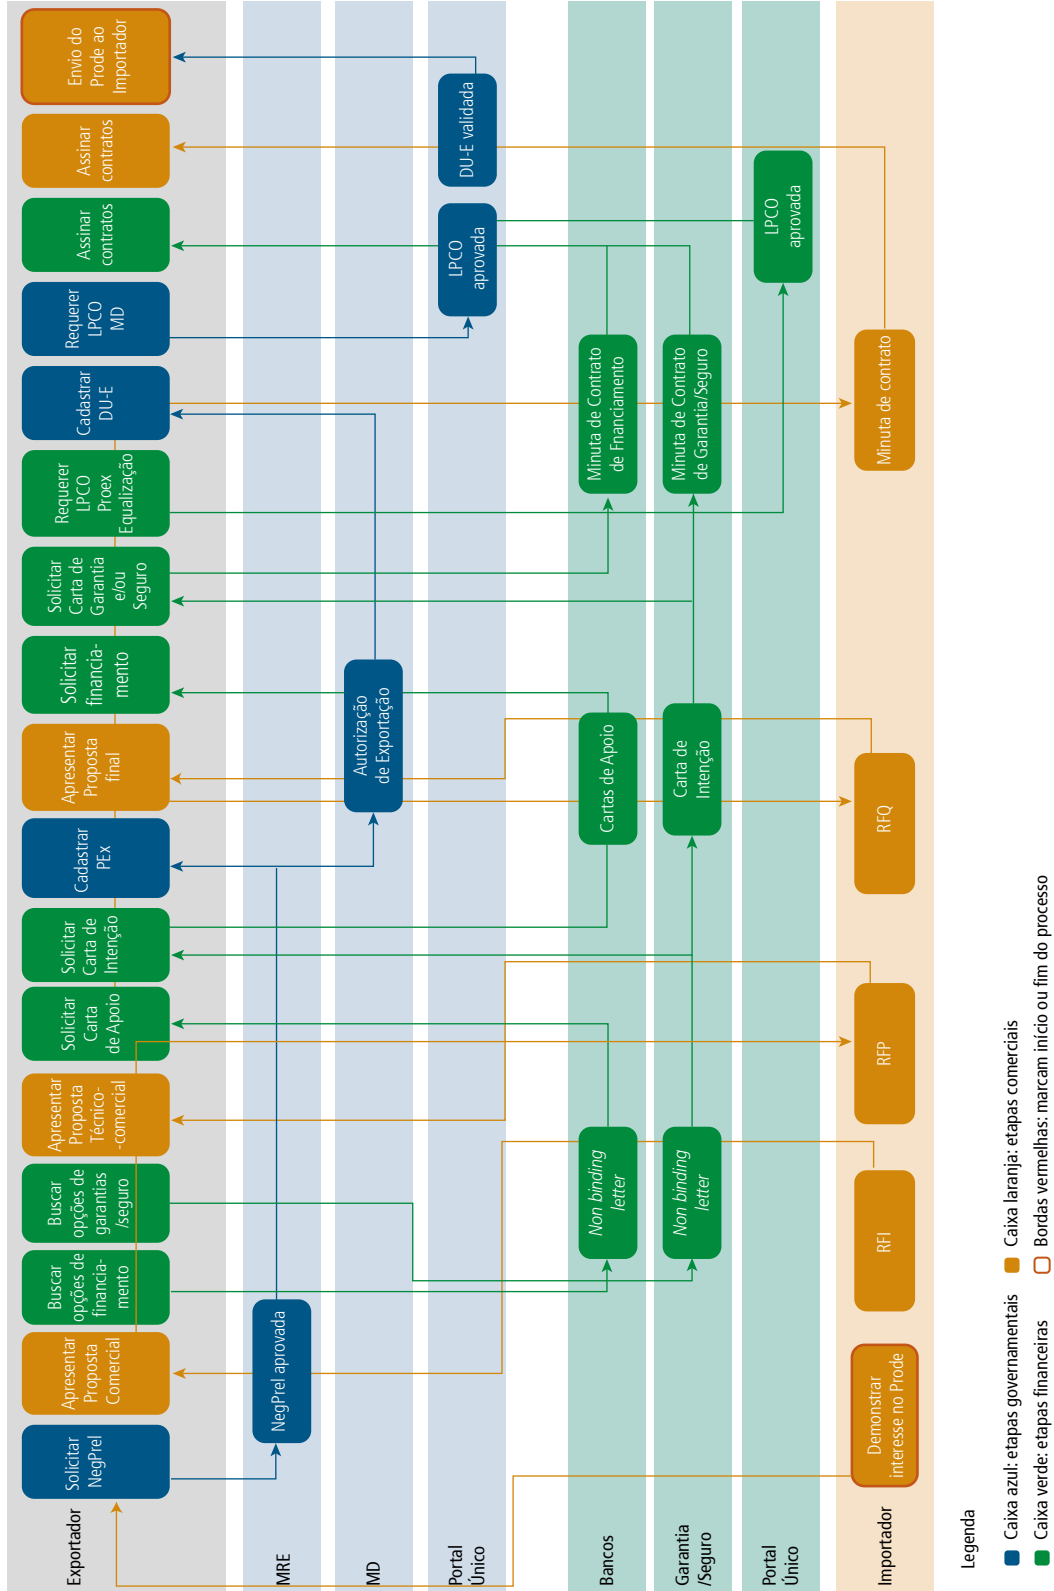 Exportador
Solicitar
NegPrel
Apresentar
Proposta
Comercial
Buscar
opções de
financia-
mento
Buscar
opções de
garantias
/seguro
Apresentar
Proposta
Técnico-
-comercial
Solicitar
Carta
de Apoio
Solicitar
Carta de
Intenção
Cadastrar
PEx
Apresentar
Proposta
final
Solicitar
financia-
mento
Solicitar
Carta de
Garantia
e/ou
Seguro
Requerer
LPCO
Proex
Equalização
Cadastrar
DU-E
Requerer
LPCO
MD
Assinar
contratos
Assinar
contratos
Envio do
Prode ao
Importador
MRE
NegPrel aprovada
MD
Autorização
de Exportação
Portal
Único
LPCO
aprovada
DU-E validada
Bancos
Non binding
letter
Cartas de Apoio
Minuta de Contrato
de Fnanciamento
Garantia
/Seguro
Non binding
letter
Carta de
Intenção
Minuta de Contrato
de Garantia/Seguro
Portal
Único
LPCO
aprovada
Importador
Demonstrar
interesse no Prode
RFI
RFP
RFQ
Minuta de contrato
Legenda
Caixa azul: etapas governamentais
Caixa laranja: etapas comerciais
Caixa verde: etapas financeiras
Bordas vermelhas: marcam início ou fim do processo